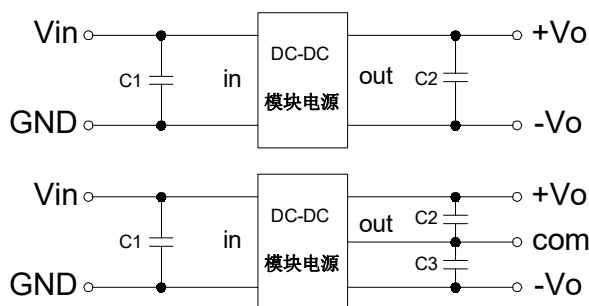 Vin +Vo
DC-DC
C1 in out C2
模块电源
GND -Vo
Vin +Vo
DC-DC
C2
out
C1 in com
模块电源 C3
GND -Vo